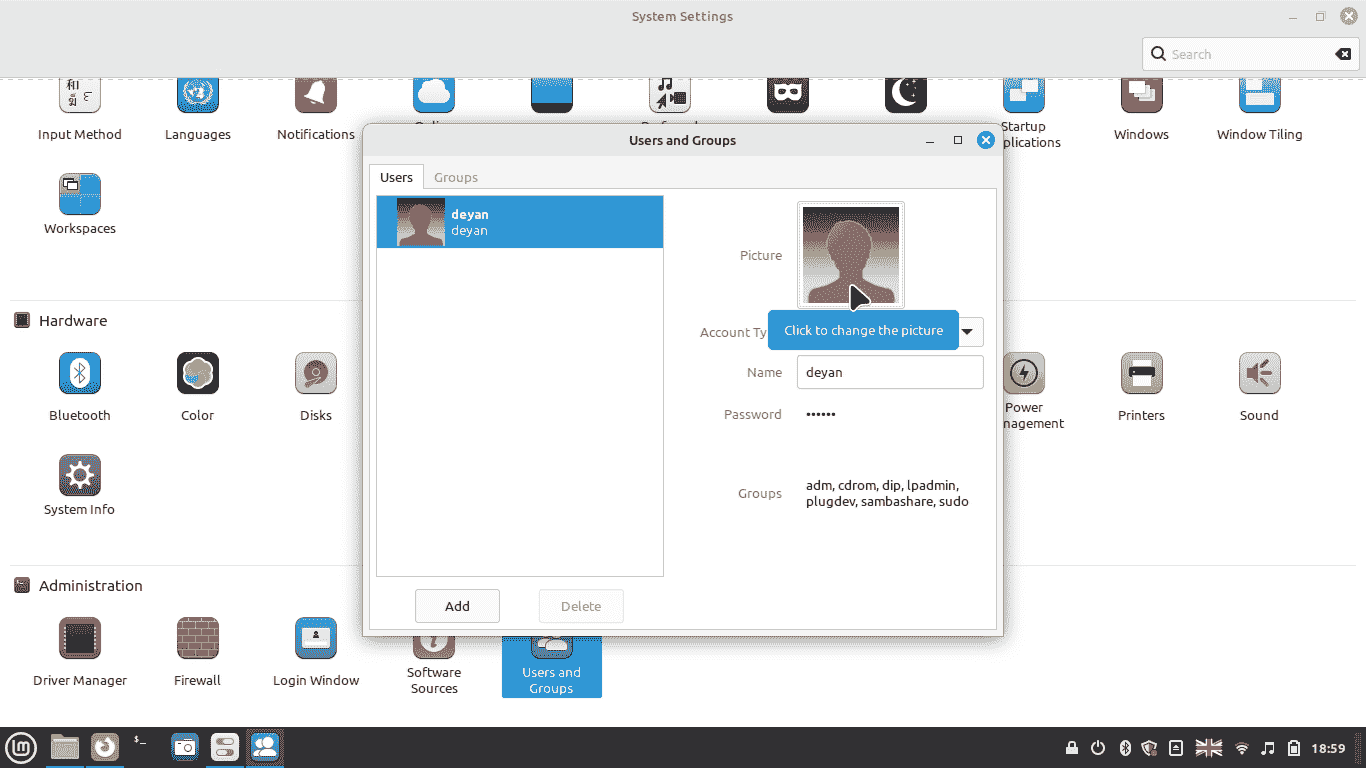 System Settings
Search
Input Method
Languages
Notifications
Startup
Windows
Window Tiling
Workspaces
Users and Groups
Users
Groups
deyan
deyan
Picture
Click to change the picture
Account Ty
Name
deyan
Password
••••••
Groups
adm, cdrom, dip, lpadmin,
plugdev, sambashare, sudo
Add
Delete
Hardware
Bluetooth
Color
Disks
Power
nagement
Printers
Sound
System Info
Administration
Driver Manager
Firewall
Login Window
Software
Sources
Users and
Groups
18:59